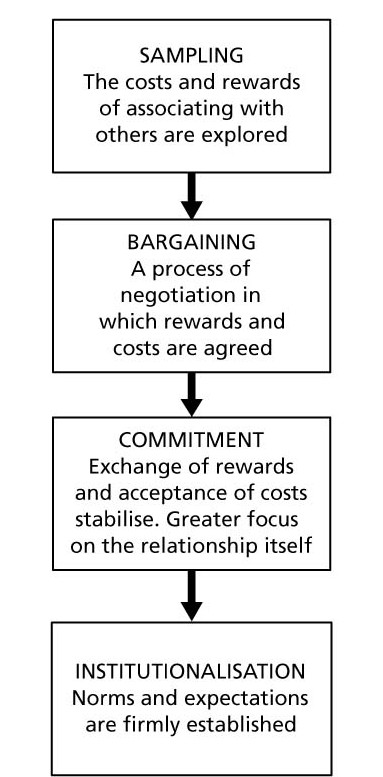 SAMPLING
The costs and rewards
of associating with
others are explored
BARGAINING
A process of
negotiation in
which rewards and
costs are agreed
COMMITMENT
Exchange of rewards
and acceptance of costs
stabilise. Greater focus
on the relationship itself
INSTITUTIONALISATION
Norms and expectations
are firmly established